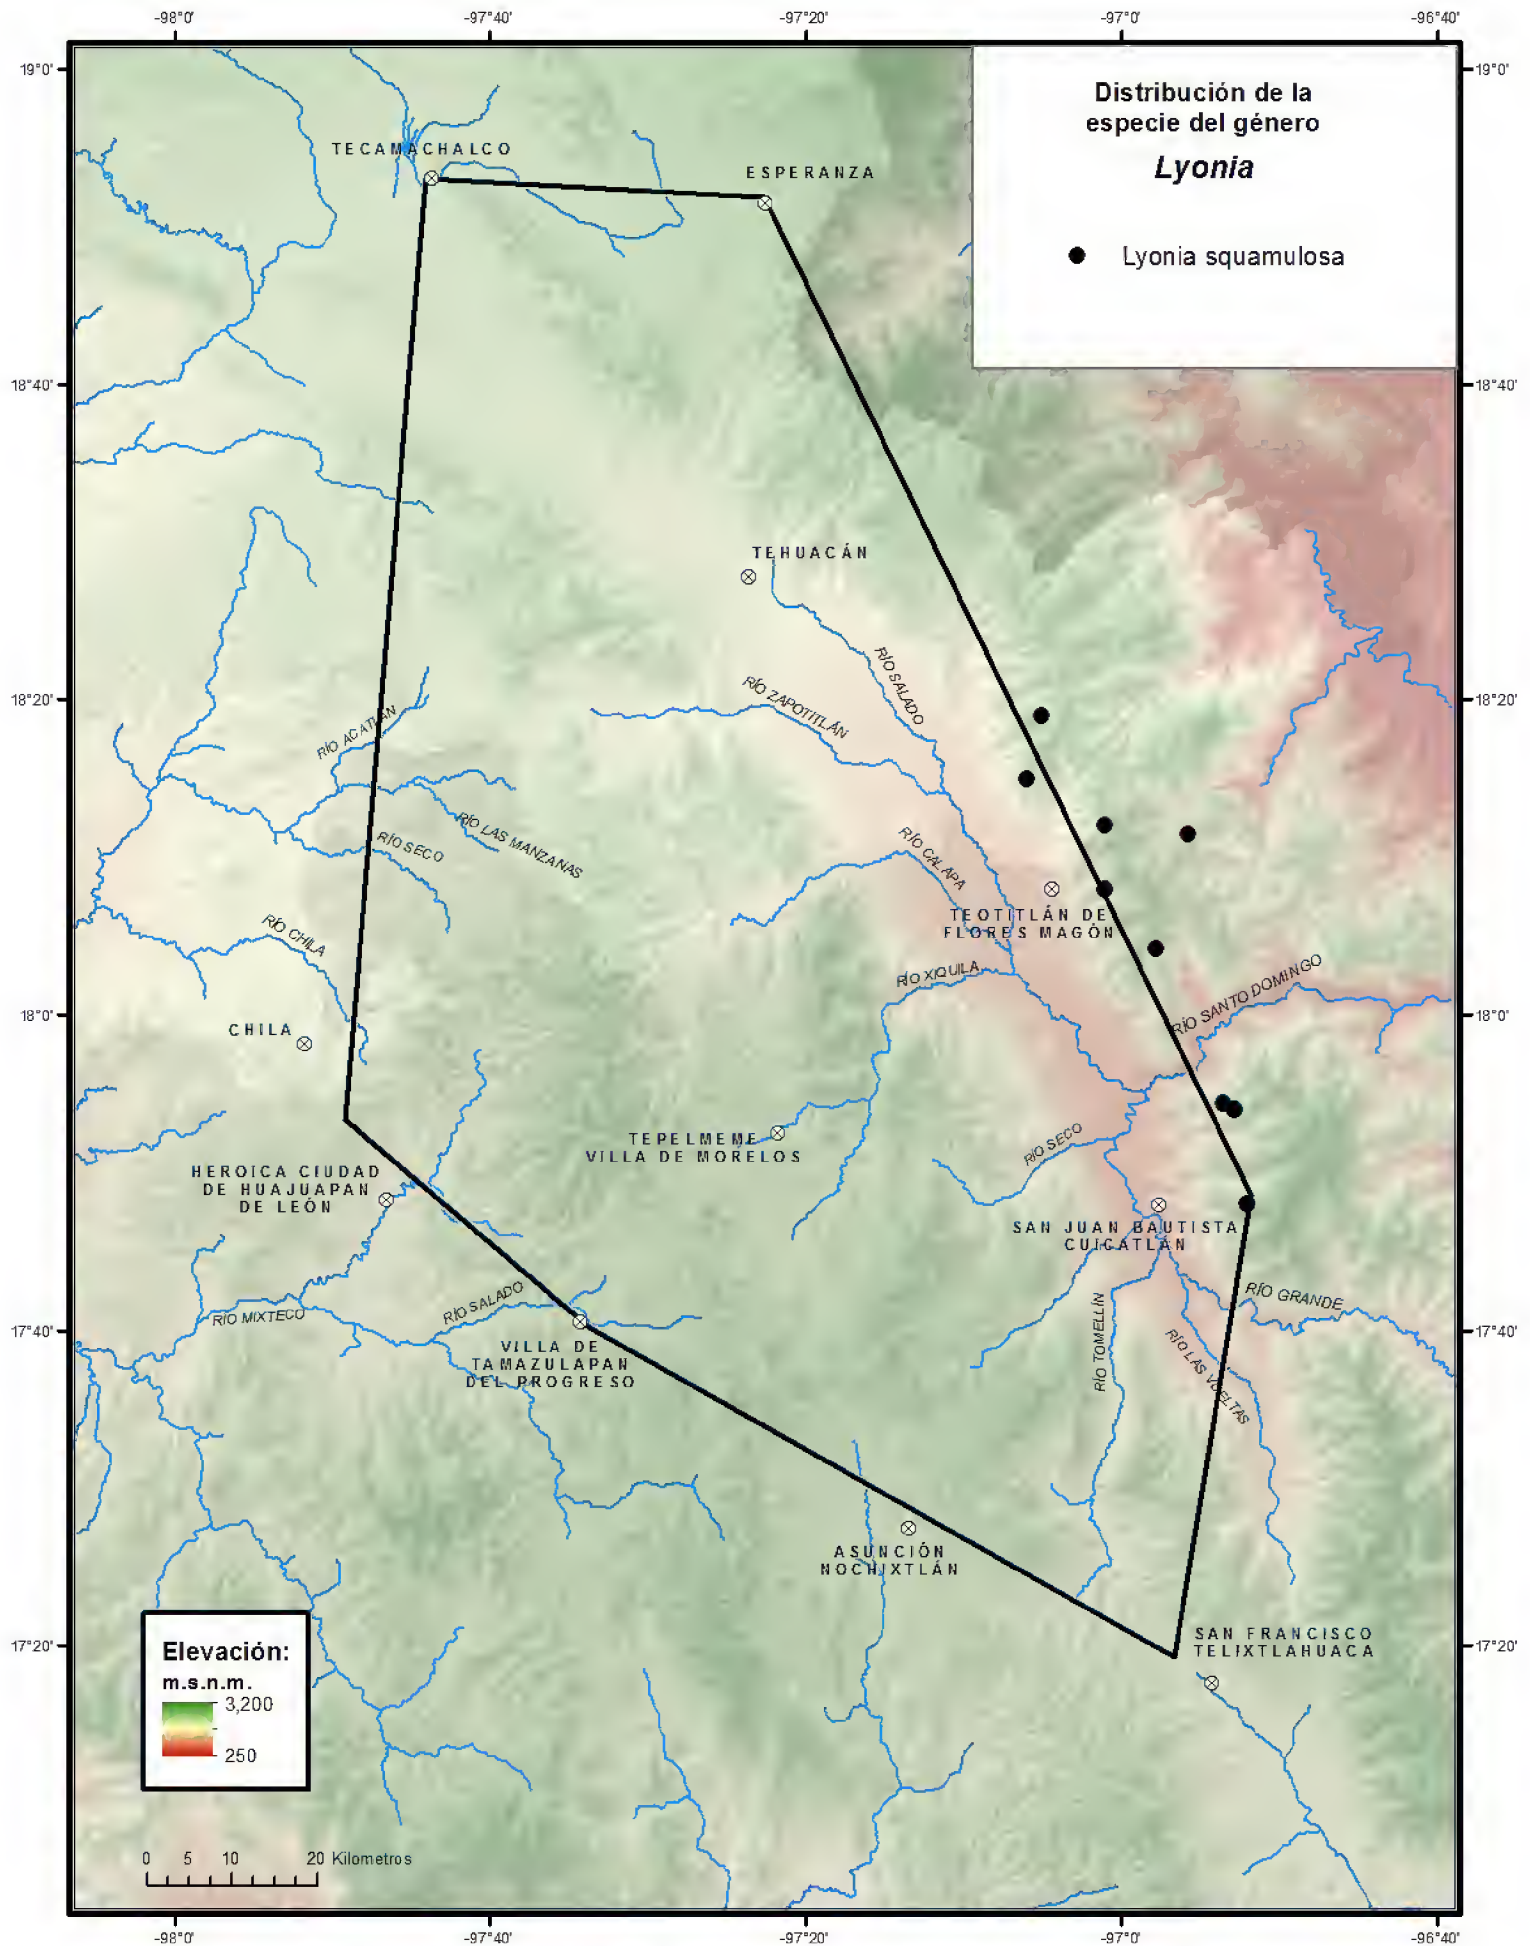 -98°0'
-97°40'
-97°20'
-97°0'
-96°40'
19°0'
19°0'
Distribución de la
especie del género
Lyonia
Lyonia squamulosa
TECAMACHALCO
ESPERANZA
18°40'
18°40'
TEHUACÁN
RÍO SALADO
RÍO ZAPOTITLÁN
18°20'
18°20'
RÍO ACATLÁN
RÍO LAS MANZANAS
RÍO SECO
RÍO CALAPA
TEOTITLÁN DE
FLORES MAGÓN
RÍO CHILA
RÍO XIQUILA
RÍO SANTO DOMINGO
18°0'
18°0'
CHILA
TEPELMEME
VILLA DE MORELOS
RÍO SECO
HEROICA CIUDAD
DE HUAJUAPAN
DE LEÓN
SAN JUAN BAUTISTA
CUICATLÁN
RÍO GRANDE
RÍO MIXTECO
RÍO SALADO
RÍO TOMELLÍN
RÍO LAS VUELTAS
17°40'
17°40'
VILLA DE
TAMAZULAPAN
DEL PROGRESO
ASUNCIÓN
NOCHIXTLÁN
SAN FRANCISCO
TELIXTLAHUACA
17°20'
17°20'
Elevación:
m.s.n.m.
3,200
250
0 5 10 20 Kilometros
-98°0'
-97°40'
-97°20'
-97°0'
-96°40'